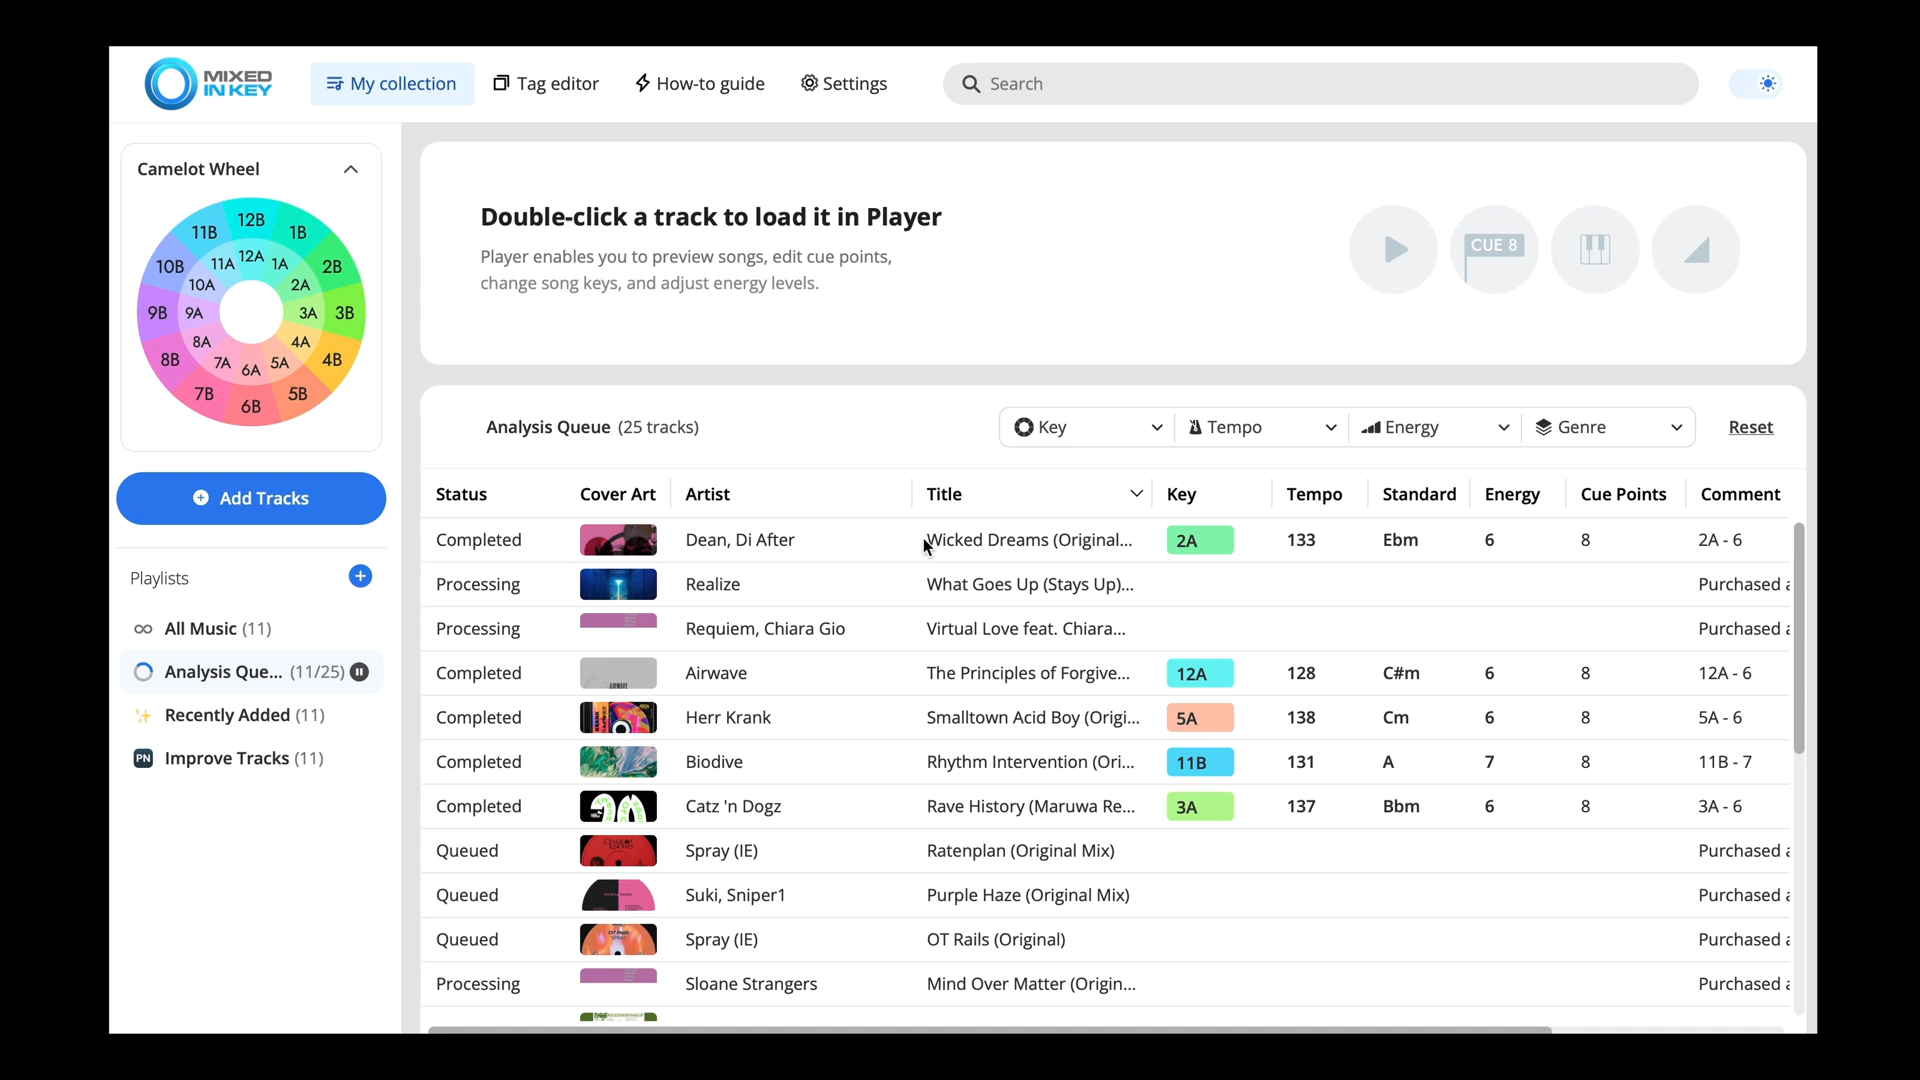 MIXED
IN KEY
My collection
Tag editor
How-to guide
Settings
Search
Camelot Wheel
12B
11B
1B
10B
2B
12A
11A
1A
10A
2A
9B
9A
3A
3B
8A
4A
8B
4B
7A
6A
5A
7B
5B
6B
Add Tracks
Playlists
All Music (11)
Analysis Que... (11/25)
Recently Added (11)
PN Improve Tracks (11)
Double-click a track to load it in Player
Player enables you to preview songs, edit cue points,
change song keys, and adjust energy levels.
CUE 8
Analysis Queue (25 tracks)
Key
Tempo
Energy
Genre
Reset
Status Cover Art Artist Title Key Tempo Standard Energy Cue Points Comment
Completed Dean, Di After Wicked Dreams (Original... 2A 133 Ebm 6 8 2A - 6
Processing Realize What Goes Up (Stays Up)... Purchased a
Processing Requiem, Chiara Gio Virtual Love feat. Chiara... Purchased a
Completed Airwave The Principles of Forgive... 12A 128 C#m 6 8 12A - 6
Completed Herr Krank Smalltown Acid Boy (Origi... 5A 138 Cm 6 8 5A - 6
Completed Biodive Rhythm Intervention (Ori... 11B 131 A 7 8 11B - 7
Completed Catz 'n Dogz Rave History (Maruwa Re... 3A 137 Bbm 6 8 3A - 6
Queued Spray (IE) Ratenplan (Original Mix) Purchased a
Queued Suki, Sniper1 Purple Haze (Original Mix) Purchased a
Queued Spray (IE) OT Rails (Original) Purchased a
Processing Sloane Strangers Mind Over Matter (Origin... Purchased a